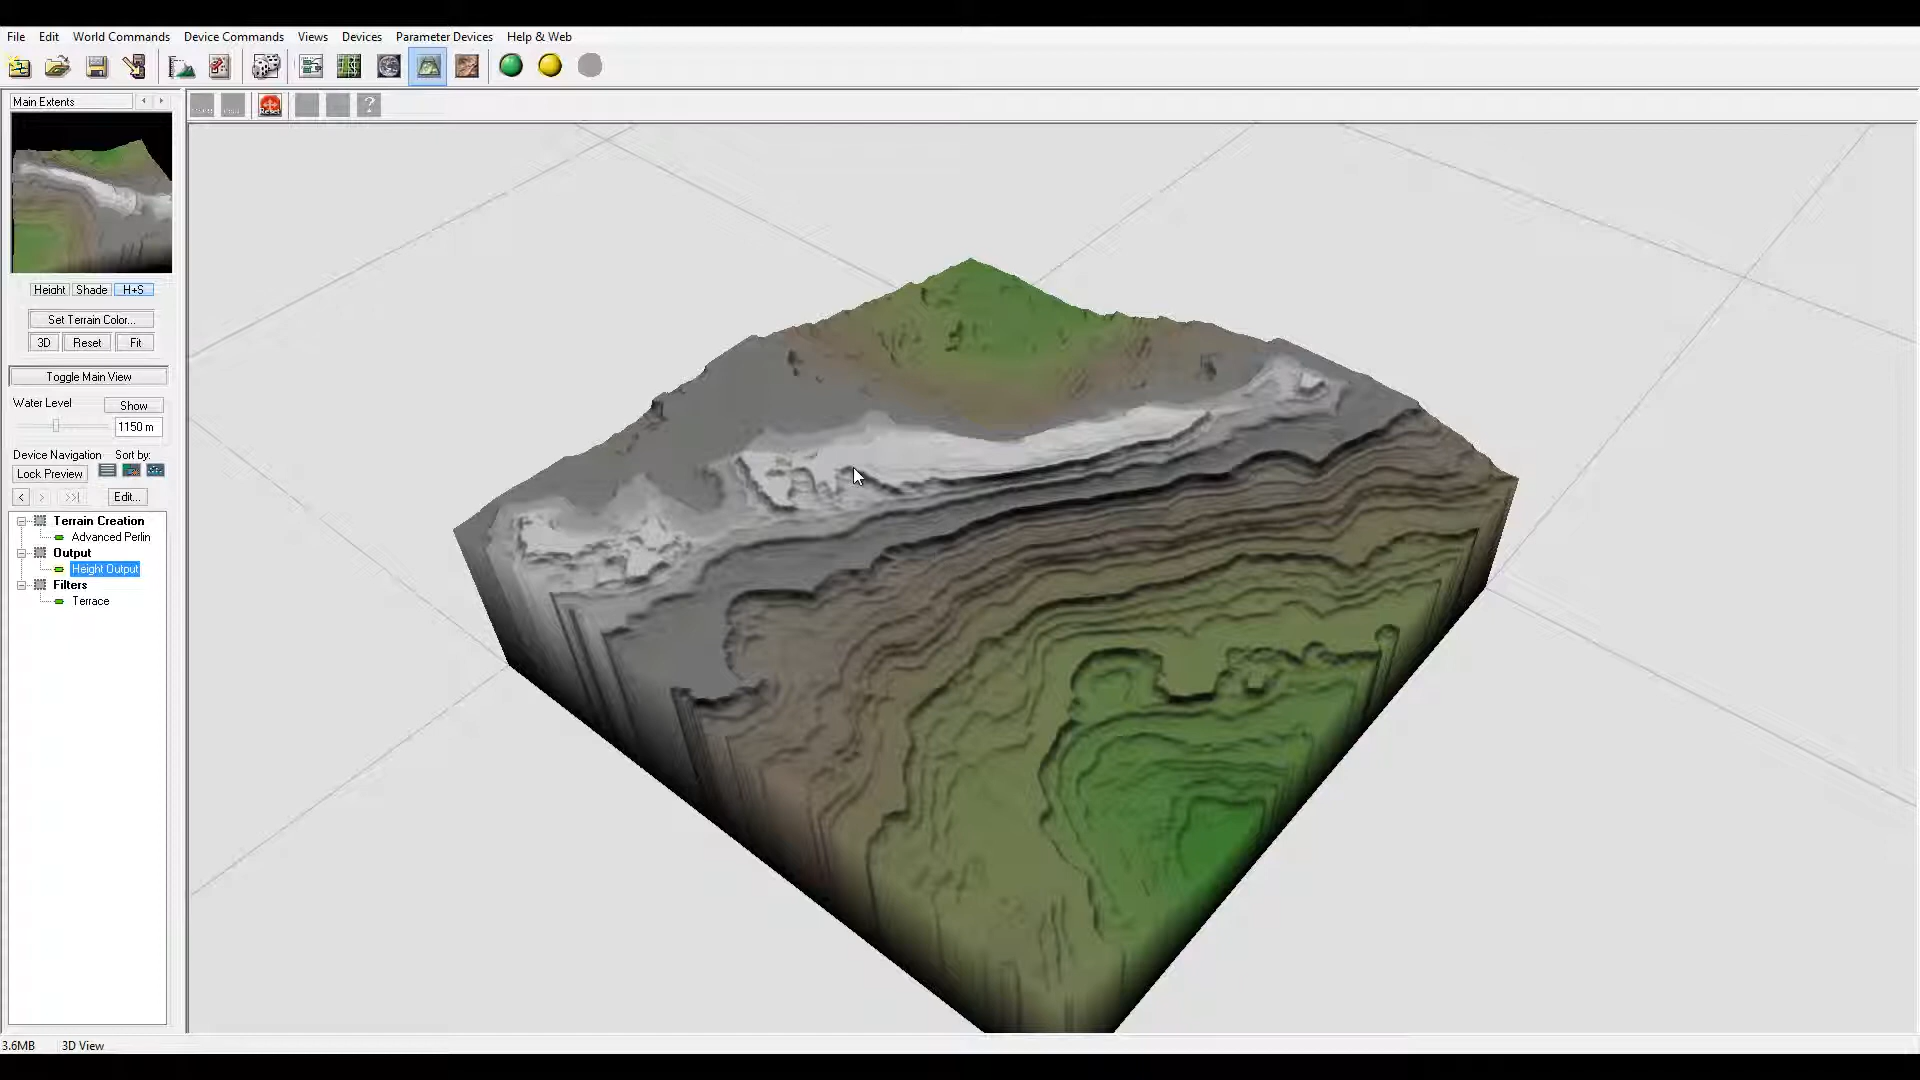 File Edit World Commands Device Commands Views Devices Parameter Devices Help & Web
Main Extents
?
Height Shade H+S
Set Terrain Color...
3D Reset Fit
Toggle Main View
Water Level Show
1150 m
Device Navigation Sort by:
Lock Preview
< > >>| Edit...
Terrain Creation
Advanced Perlin
Output
Height Output
Filters
Terrace
3.6MB 3D View